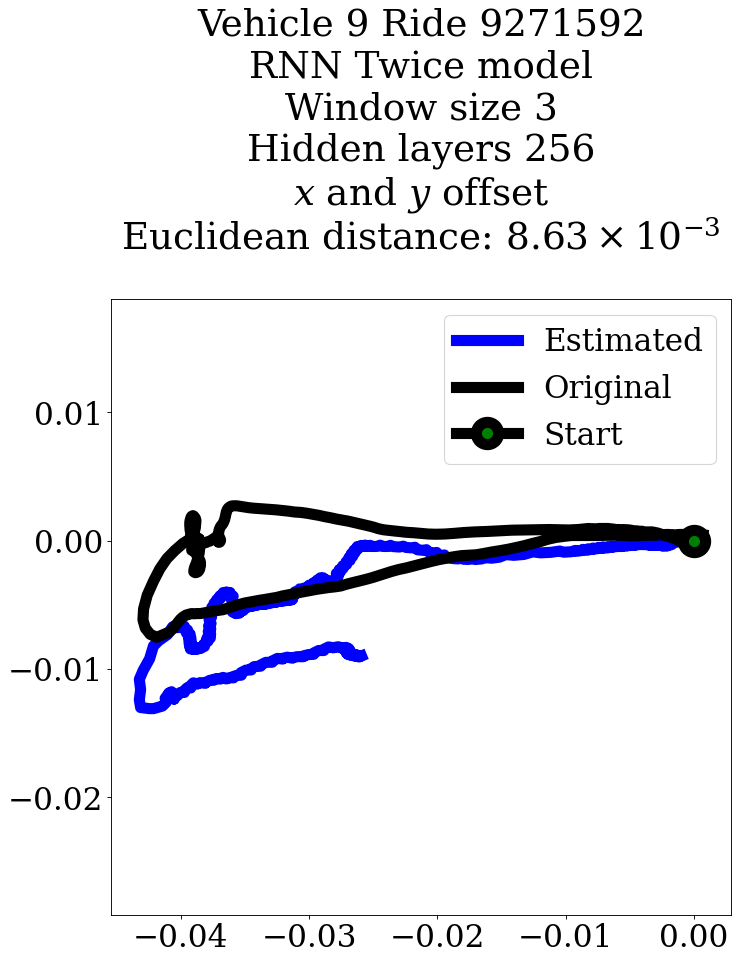 Vehicle 9 Ride 9271592
RNN Twice model
Window size 3
Hidden layers 256
x and y offset
Euclidean distance: 8.63 × 10⁻³
Estimated
Original
Start
0.01
0.00
−0.01
−0.02
−0.04 −0.03 −0.02 −0.01 0.00